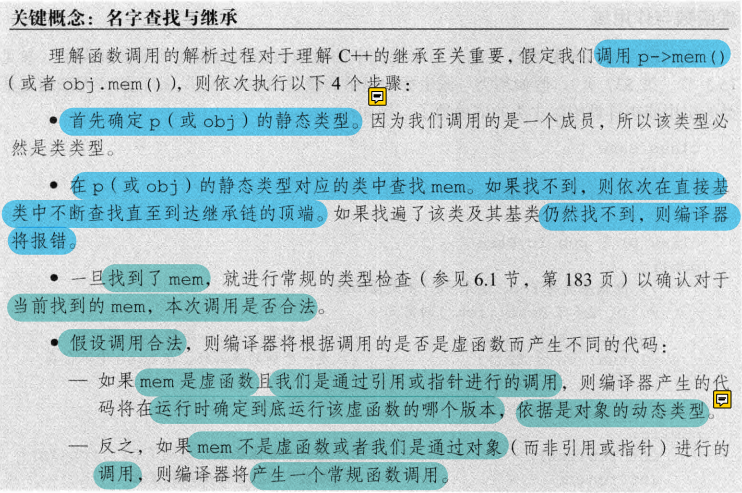 关键概念：名字查找与继承
理解函数调用的解析过程对于理解 C++的继承至关重要，假定我们调用 p->mem()
（或者 obj.mem()），则依次执行以下 4 个步骤：
● 首先确定 p（或 obj）的静态类型。因为我们调用的是一个成员，所以该类型必
然是类类型。
● 在 p（或 obj）的静态类型对应的类中查找 mem。如果找不到，则依次在直接基
类中不断查找直至到达继承链的顶端。如果找遍了该类及其基类仍然找不到，则编译器
将报错。
● 一旦找到了 mem，就进行常规的类型检查（参见 6.1 节，第 183 页）以确认对于
当前找到的 mem，本次调用是否合法。
● 假设调用合法，则编译器将根据调用的是否是虚函数而产生不同的代码：
— 如果 mem 是虚函数且我们是通过引用或指针进行的调用，则编译器产生的代
码将在运行时确定到底运行该虚函数的哪个版本，依据是对象的动态类型。
— 反之，如果 mem 不是虚函数或者我们是通过对象（而非引用或指针）进行的
调用，则编译器将产生一个常规函数调用。